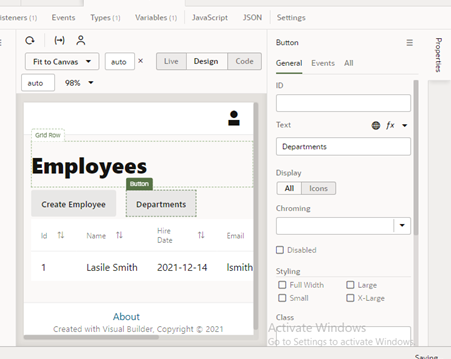 isteners (1) Events Types (1) Variables (1) JavaScript JSON Settings
Fit to Canvas auto × Live Design Code
auto 98%
Grid Row
Employees
Button
Create Employee Departments
Id Name Hire Date Email
1 Lasile Smith 2021-12-14 lsmith
About
Created with Visual Builder, Copyright © 2021
Button
General Events All
ID
Text fx
Departments
Display
All Icons
Chroming
Disabled
Styling
Full Width Large
Small X-Large
Class
Properties
Activate Windows
Go to Settings to activate Windows.
Saving